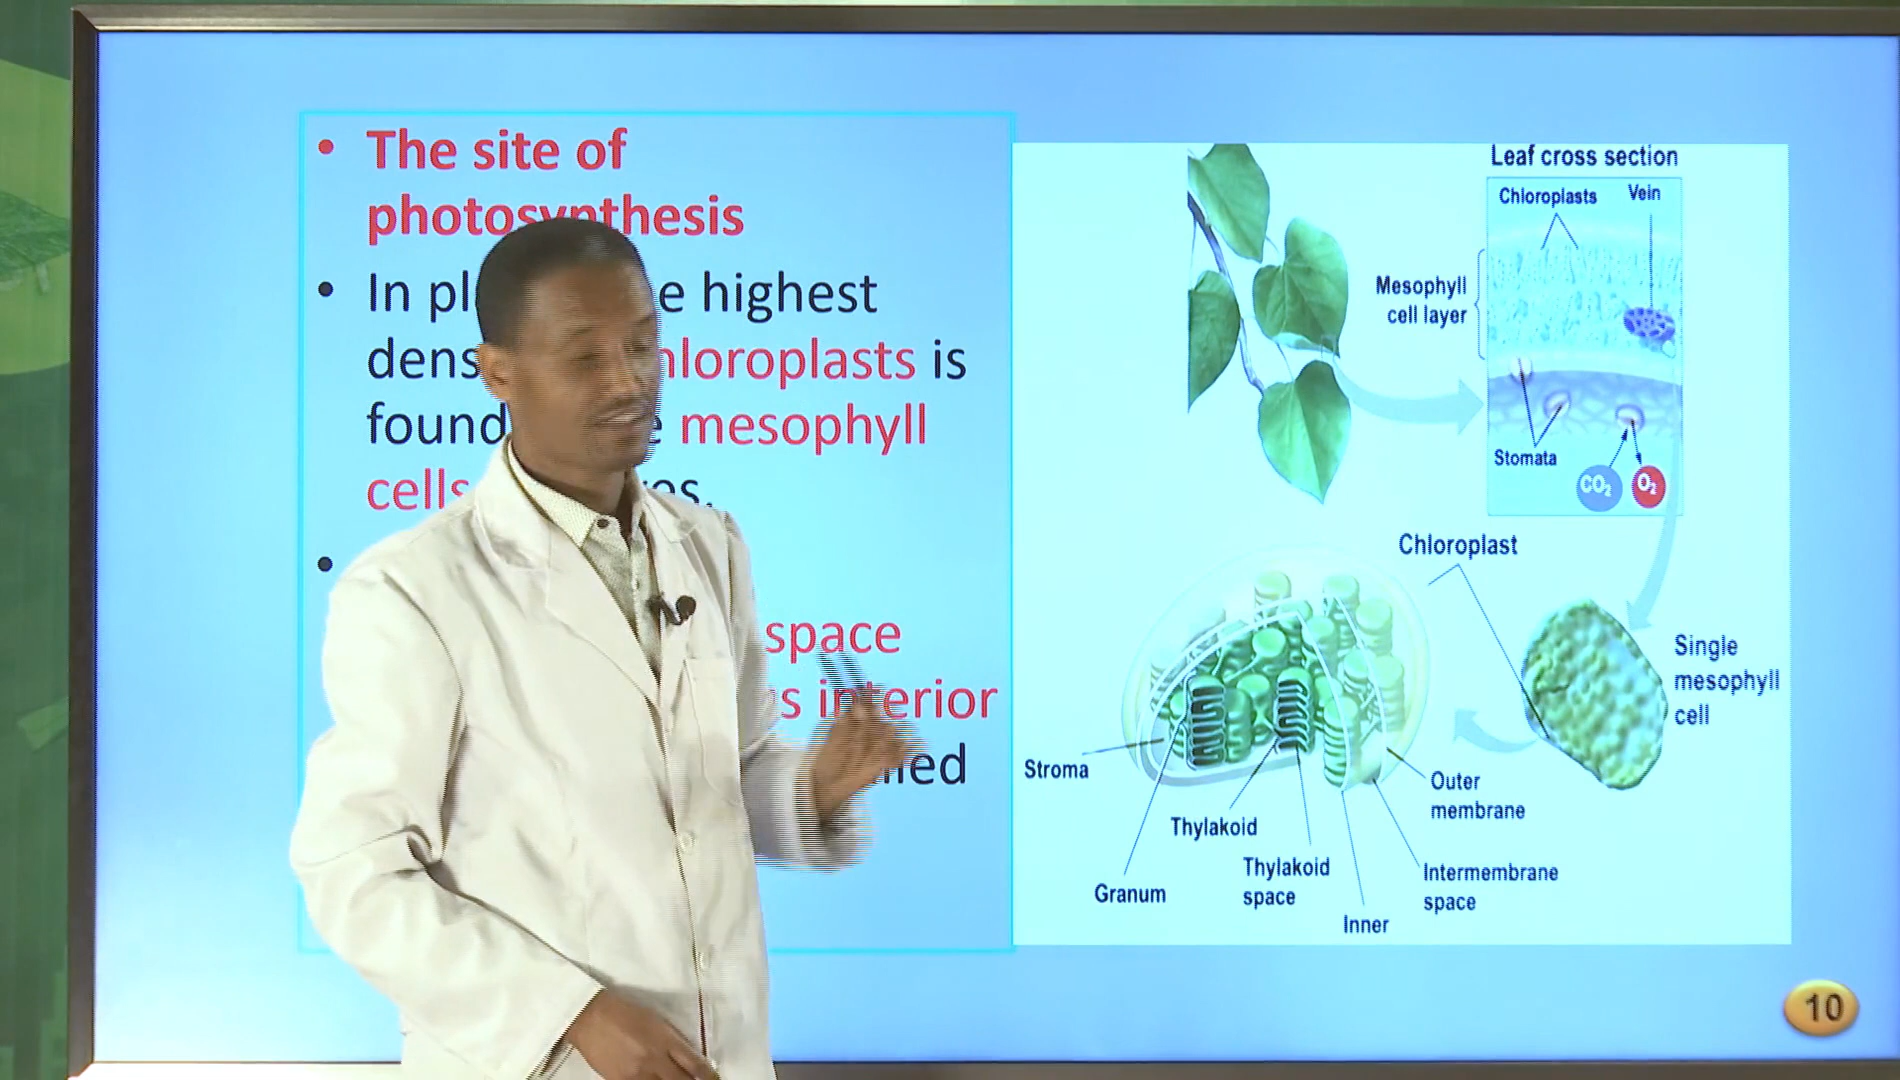 • The site of
photosynthesis
• In e highest
dens hloroplasts is
found mesophyll
cells
•
space
interior
Leaf cross section
Chloroplasts Vein
Mesophyll
cell layer
Stomata
CO₂ O₂
Chloroplast
Single
mesophyll
cell
Stroma
Outer
membrane
Thylakoid
Thylakoid
space
Intermembrane
space
Granum
Inner
10